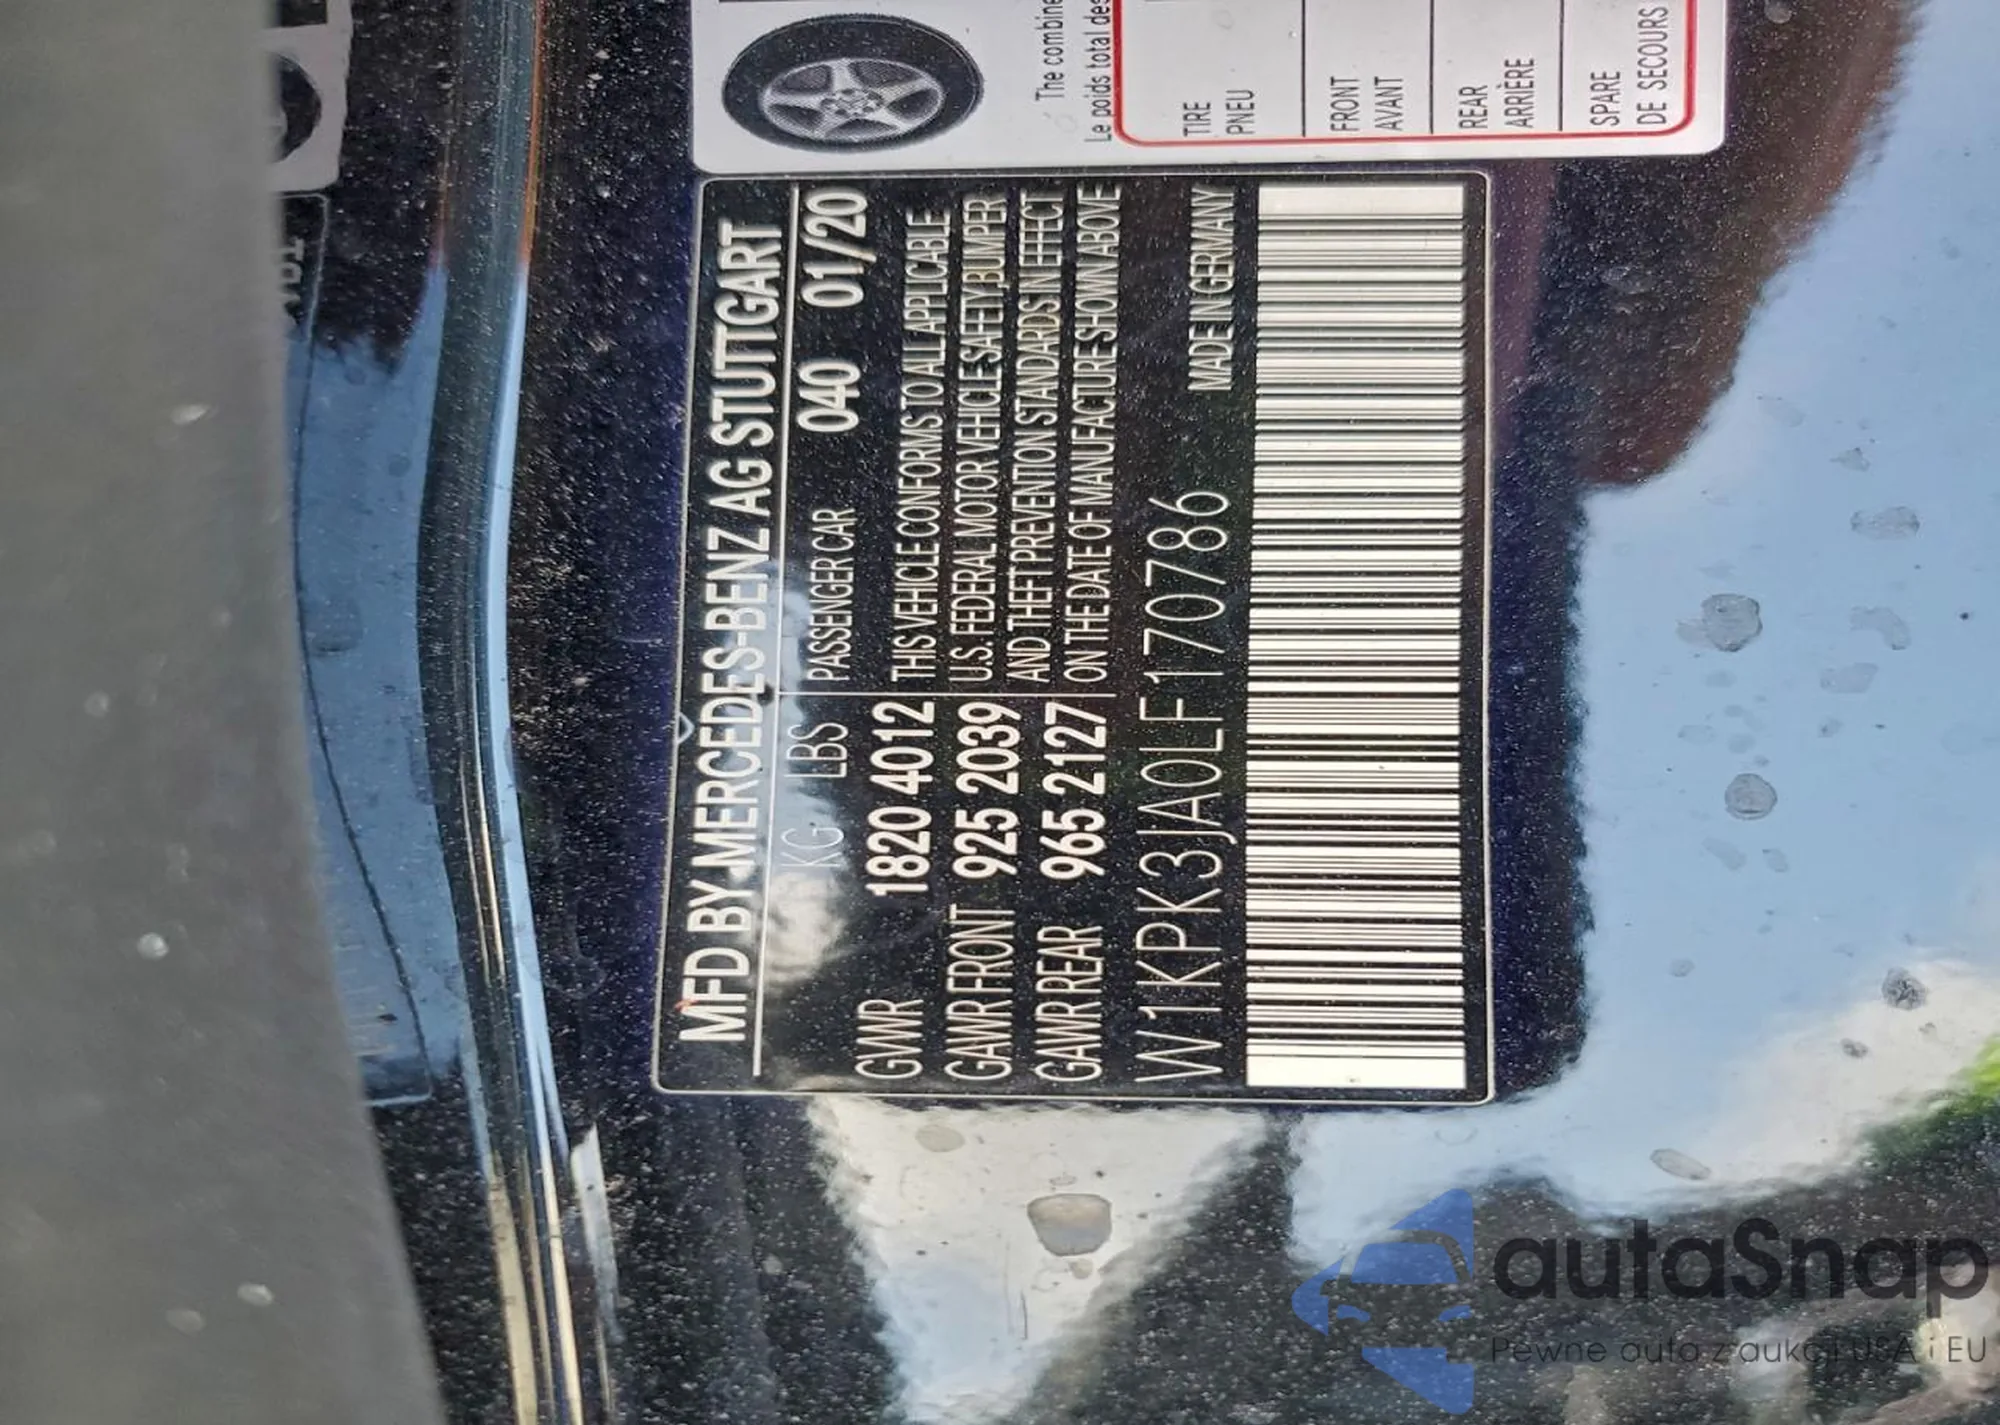 MFD BY MERCEDES-BENZ AG STUTTGART
KG LBS PASSENGER CAR 040 01/20
GVWR 1820 4012 THIS VEHICLE CONFORMS TO ALL APPLICABLE
GAWR FRONT 925 2039 U.S. FEDERAL MOTOR VEHICLE SAFETY, BUMPER
AND THEFT PREVENTION STANDARDS IN EFFECT
GAWR REAR 965 2127 ON THE DATE OF MANUFACTURE SHOWN ABOVE
W1KPK3JA0LF170786 MADE IN GERMANY
The combine
Le poids total des
TIRE
PNEU
FRONT
AVANT
REAR
ARRIÈRE
SPARE
DE SECOURS
autaSnap
Pewne auta z aukcji USA i EU